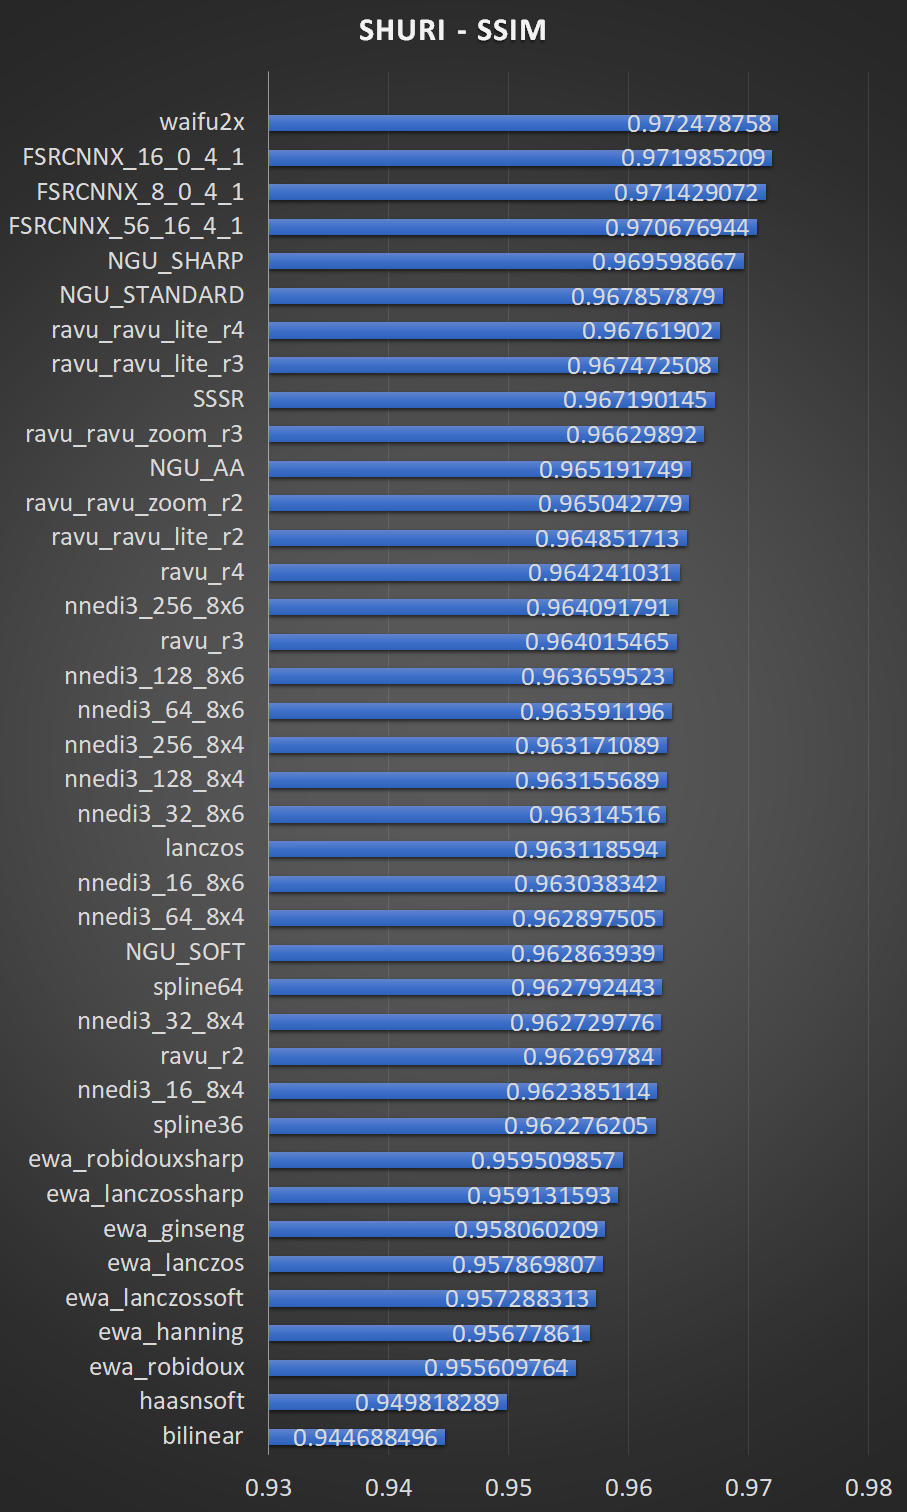 SHURI - SSIM
waifu2x 0.972478758
FSRCNNX_16_0_4_1 0.971985209
FSRCNNX_8_0_4_1 0.971429072
FSRCNNX_56_16_4_1 0.970676944
NGU_SHARP 0.969598667
NGU_STANDARD 0.967857879
ravu_ravu_lite_r4 0.96761902
ravu_ravu_lite_r3 0.967472508
SSSR 0.967190145
ravu_ravu_zoom_r3 0.96629892
NGU_AA 0.965191749
ravu_ravu_zoom_r2 0.965042779
ravu_ravu_lite_r2 0.964851713
ravu_r4 0.964241031
nnedi3_256_8x6 0.964091791
ravu_r3 0.964015465
nnedi3_128_8x6 0.963659523
nnedi3_64_8x6 0.963591196
nnedi3_256_8x4 0.963171089
nnedi3_128_8x4 0.963155689
nnedi3_32_8x6 0.96314516
lanczos 0.963118594
nnedi3_16_8x6 0.963038342
nnedi3_64_8x4 0.962897505
NGU_SOFT 0.962863939
spline64 0.962792443
nnedi3_32_8x4 0.962729776
ravu_r2 0.96269784
nnedi3_16_8x4 0.962385114
spline36 0.962276205
ewa_robidouxsharp 0.959509857
ewa_lanczossharp 0.959131593
ewa_ginseng 0.958060209
ewa_lanczos 0.957869807
ewa_lanczossoft 0.957288313
ewa_hanning 0.95677861
ewa_robidoux 0.955609764
haasnsoft 0.949818289
bilinear 0.944688496
0.93 0.94 0.95 0.96 0.97 0.98